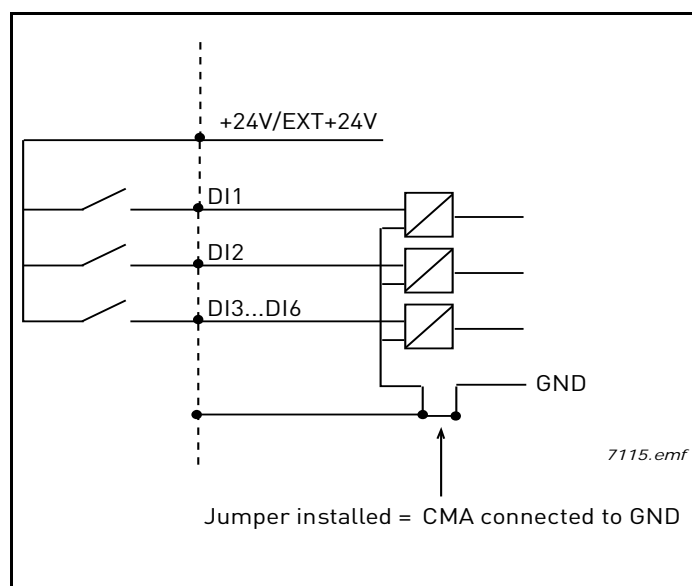 +24V/EXT+24V
DI1
DI2
DI3...DI6
GND
7115.emf
Jumper installed = CMA connected to GND